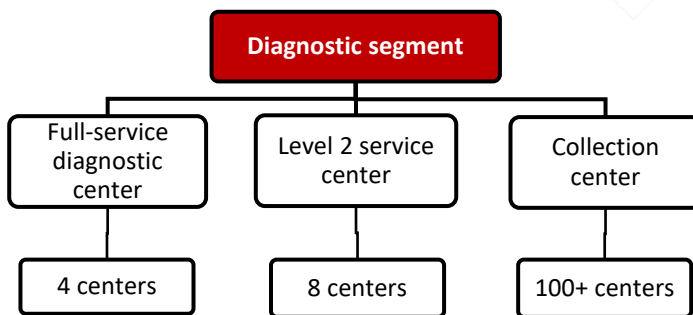 Diagnostic segment
Full-service
diagnostic
center
Level 2 service
center
Collection
center
4 centers
8 centers
100+ centers